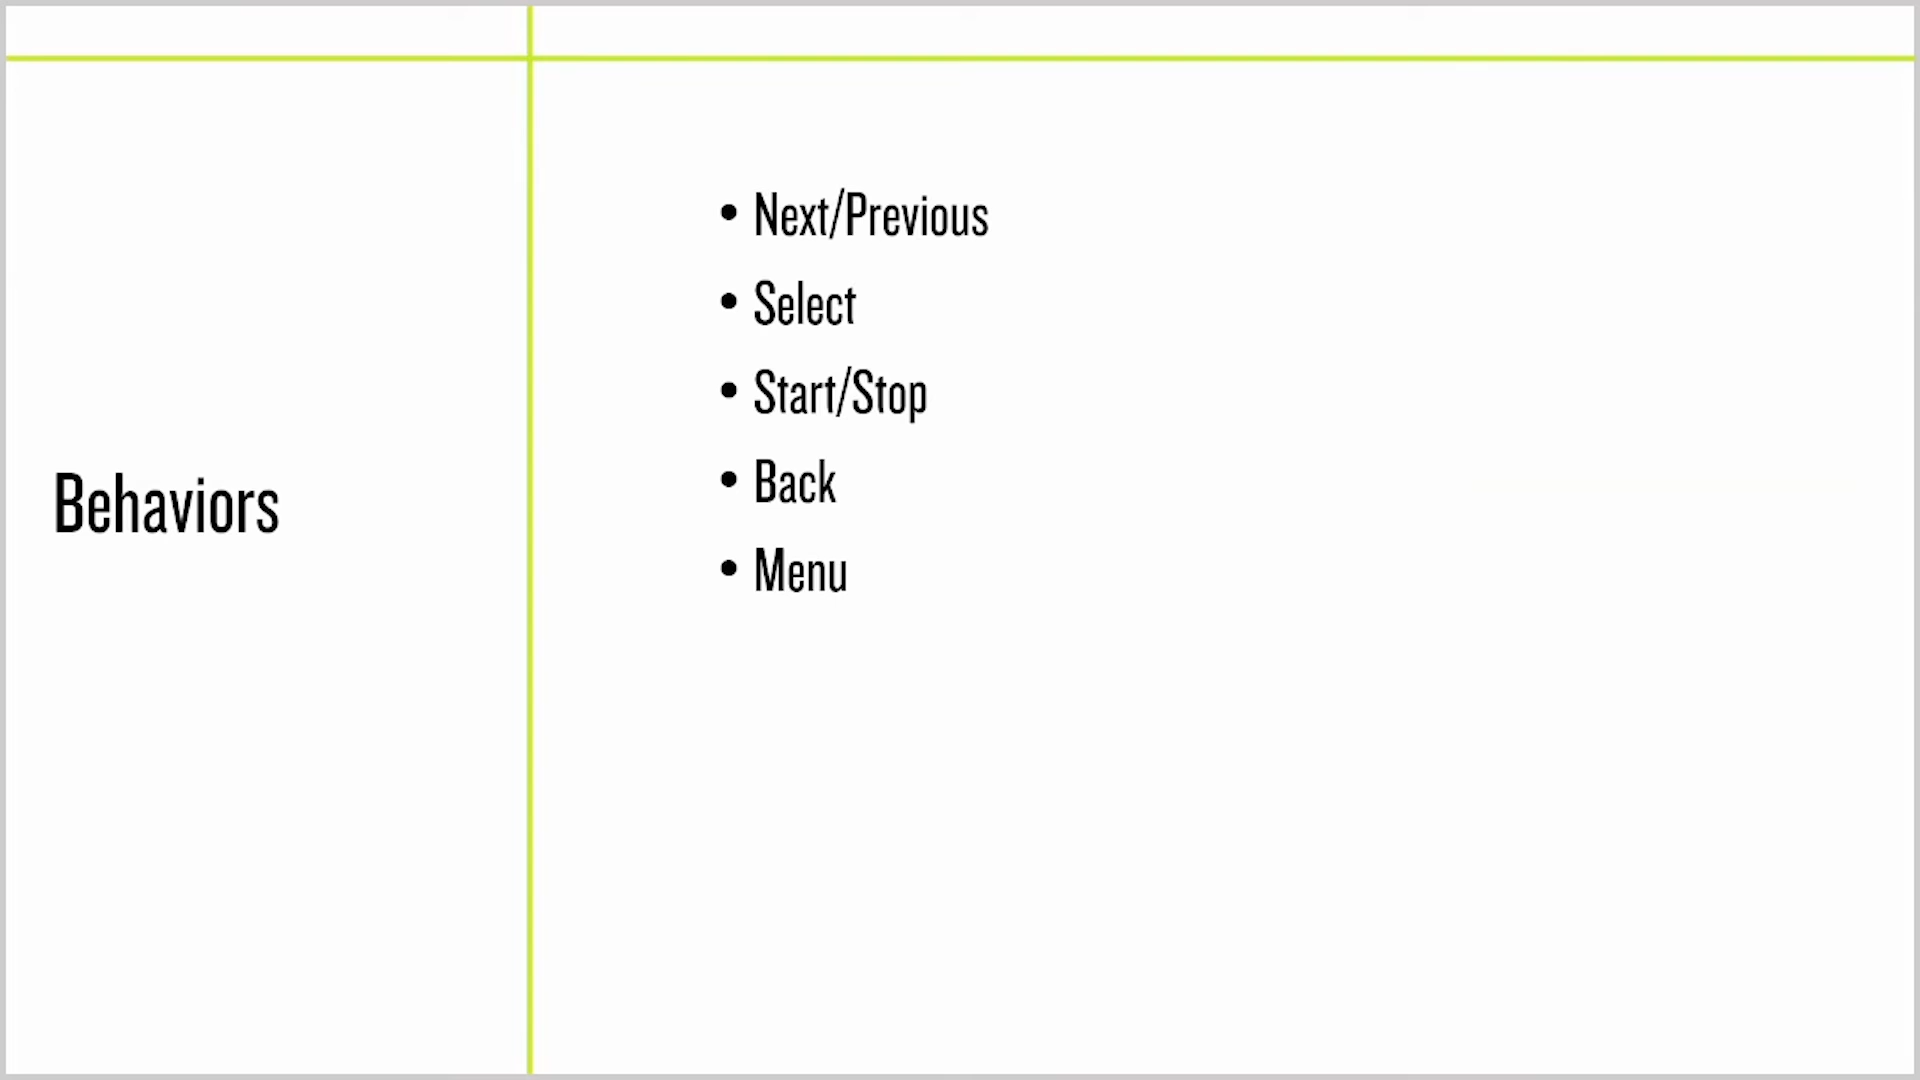 Behaviors
• Next/Previous
• Select
• Start/Stop
• Back
• Menu